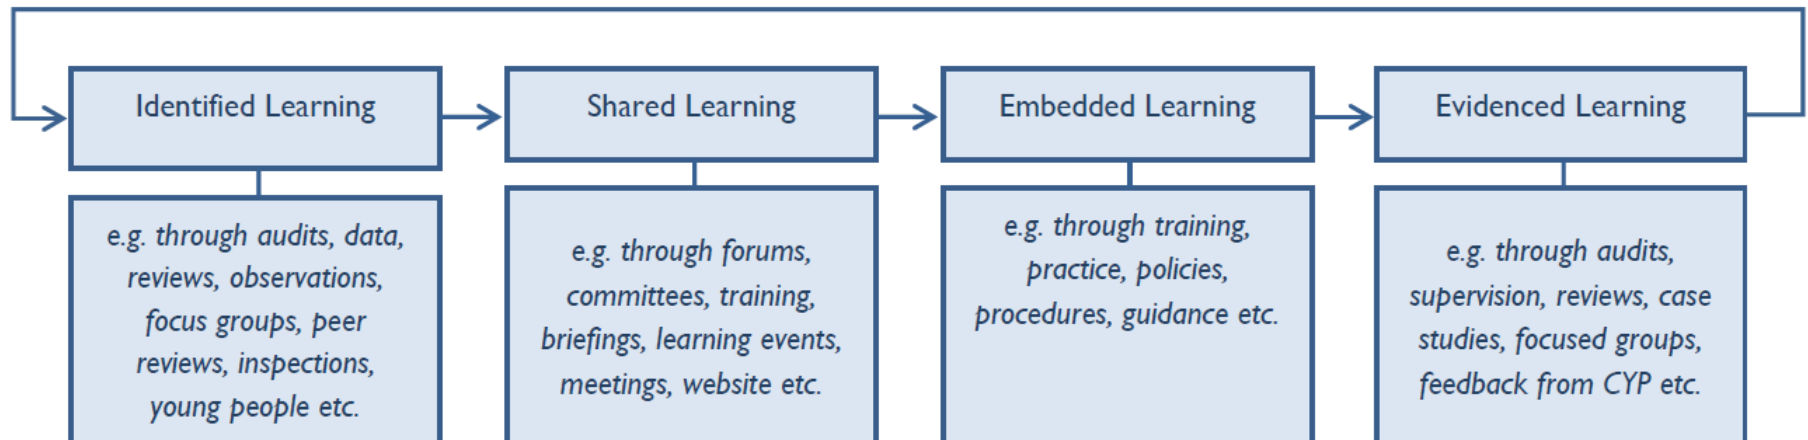 Identified Learning
Shared Learning
Embedded Learning
Evidenced Learning
e.g. through audits, data,
reviews, observations,
focus groups, peer
reviews, inspections,
young people etc.
e.g. through forums,
committees, training,
briefings, learning events,
meetings, website etc.
e.g. through training,
practice, policies,
procedures, guidance etc.
e.g. through audits,
supervision, reviews, case
studies, focused groups,
feedback from CYP etc.